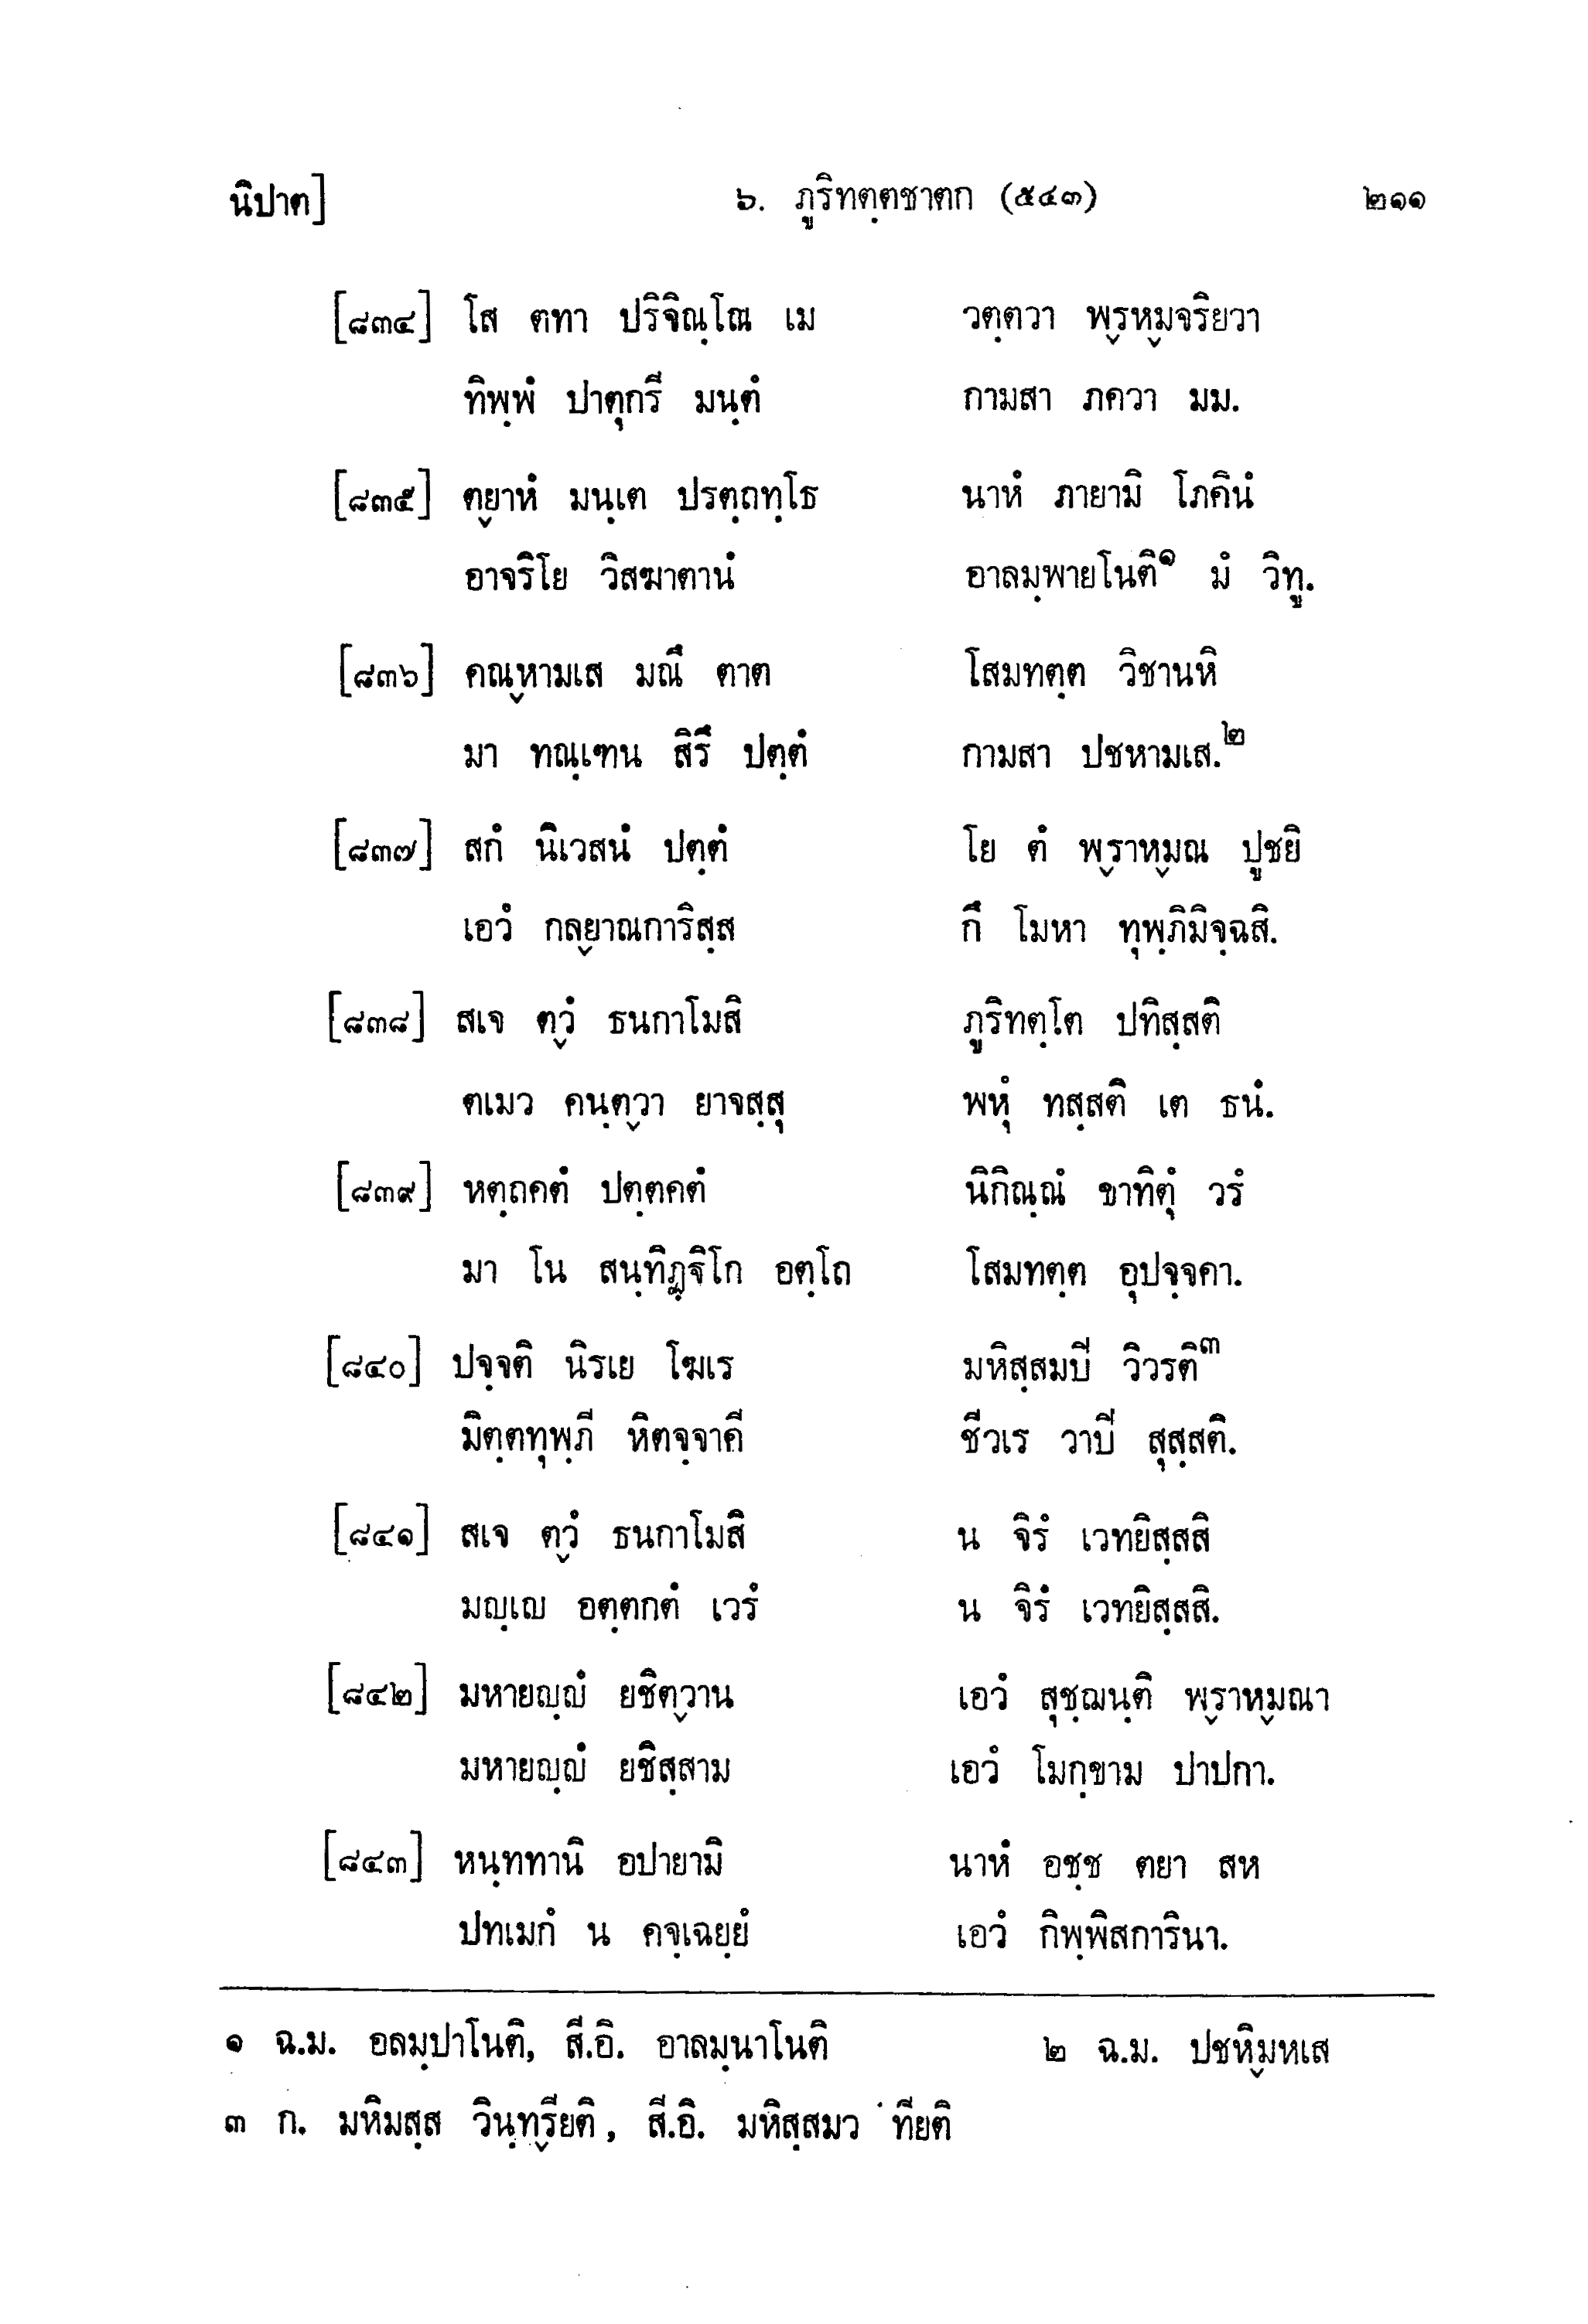 นิปาต] ๖. ภูริทตฺตชาตก (๕๔๓) ๒๑๑
[๘๓๔] โส ตทา ปริจิณฺโณ เม วตฺตวา พฺรหฺมจริยวา
ทิพฺพํ ปาตุกรี มนฺตํ กามสา ภควา มม.
[๘๓๕] ตฺยาหํ มนฺเต ปรตฺถทฺโธ นาหํ ภายามิ โภคินํ
อาจริโย วิสฆาตานํ อาลมฺพายโนติ๑ มํ วิทู.
[๘๓๖] คณฺหามเส มณึ ตาต โสมทตฺต วิชานหิ
มา ทณฺเฑน สิรึ ปตฺตํ กามสา ปชหามเส.๒
[๘๓๗] สกํ นิเวสนํ ปตฺตํ โย ตํ พฺราหฺมณ ปูชยิ
เอวํ กลฺยาณการิสฺส กึ โมหา ทุพฺภิมิจฺฉสิ.
[๘๓๘] สเจ ตฺวํ ธนกาโมสิ ภูริทตฺโต ปทิสฺสติ
ตเมว คนฺตฺวา ยาจสฺสุ พหุํ ทสฺสติ เต ธนํ.
[๘๓๙] หตฺถคตํ ปตฺตคตํ นิกิณฺณํ ขาทิตุํ วรํ
มา โน สนฺทิฏฺฐิโก อตฺโถ โสมทตฺต อุปจฺจคา.
[๘๔๐] ปจฺจติ นิรเย โฆเร มหิสฺสมปี วิวรติ๓
มิตฺตทุพฺภี หิตจฺจาคี ชีวเร วาปี สุสฺสติ.
[๘๔๑] สเจ ตฺวํ ธนกาโมสิ น จิรํ เวทยิสฺสสิ
มญฺเญ อตฺตกตํ เวรํ น จิรํ เวทยิสฺสสิ.
[๘๔๒] มหายญฺญํ ยชิตฺวาน เอวํ สุชฺฌนฺติ พฺราหฺมณา
มหายญฺญํ ยชิสฺสาม เอวํ โมกฺขาม ปาปกา.
[๘๔๓] หนฺททานิ อปายามิ นาหํ อชฺช ตยา สห
ปทเมกํ น คจฺเฉยฺยํ เอวํ กิพฺพิสการินา.
๑ ฉ.ม. อลมฺปาโนติ, สี.อิ. อาลมฺนาโนติ ๒ ฉ.ม. ปชหิมฺหเส
๓ ก. มหิมสฺส วินฺทฺรียติ, สี.อิ. มหิสฺสมว ทียติ